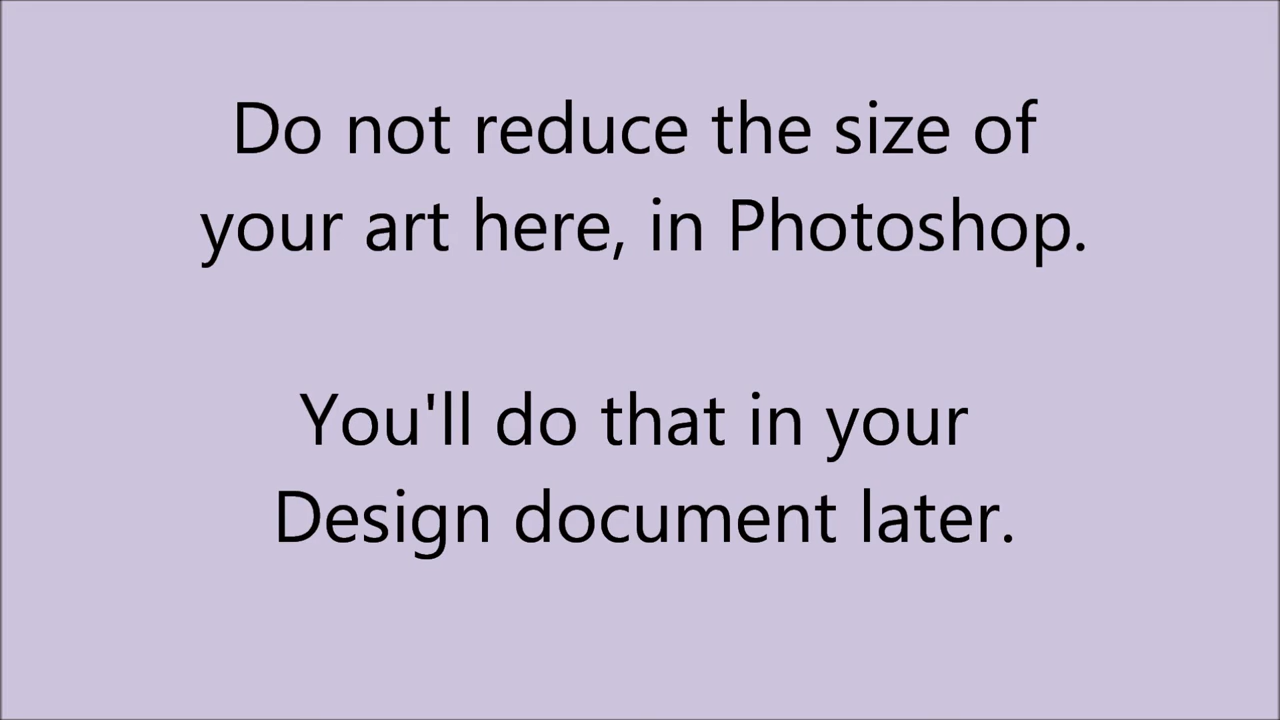 Do not reduce the size of
your art here, in Photoshop.
You'll do that in your
Design document later.